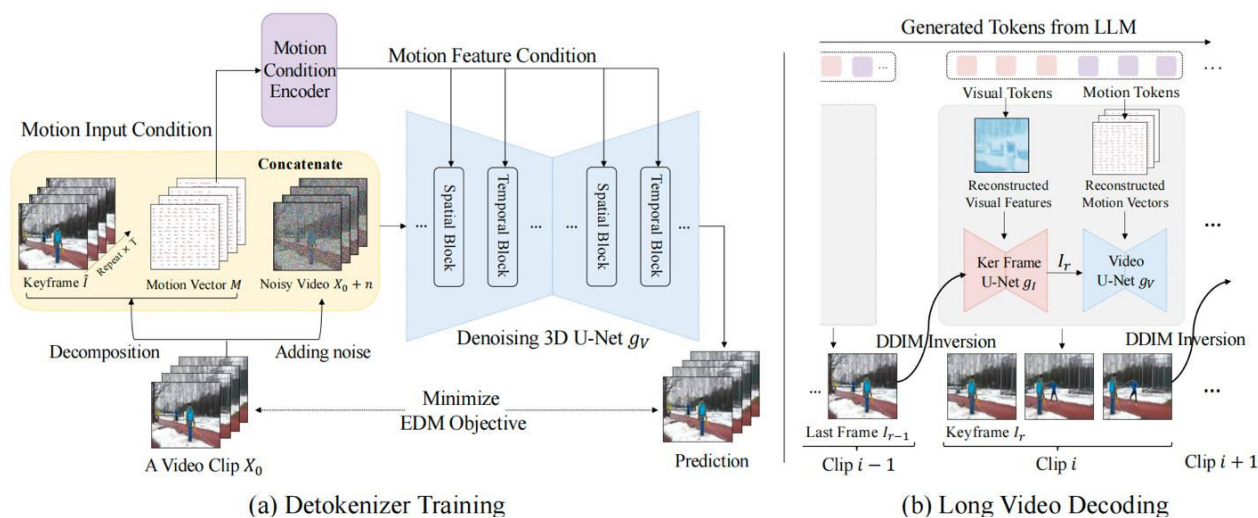 Motion
Condition
Encoder
Motion Feature Condition
Motion Input Condition
Concatenate
Keyframe Î
Repeat × T
Motion Vector M
Noisy Video X₀ + n
...
Spatial Block
Temporal Block
...
...
Spatial Block
Temporal Block
...
Denoising 3D U-Net g_V
Decomposition
Adding noise
Minimize
EDM Objective
A Video Clip X₀
Prediction
(a) Detokenizer Training
Generated Tokens from LLM
...
...
Visual Tokens
Motion Tokens
Reconstructed
Visual Features
Reconstructed
Motion Vectors
...
Ker Frame
U-Net g_I
I_r
Video
U-Net g_V
DDIM Inversion
DDIM Inversion
...
...
Last Frame I_{r−1}
Keyframe I_r
Clip i − 1
Clip i
Clip i + 1
(b) Long Video Decoding